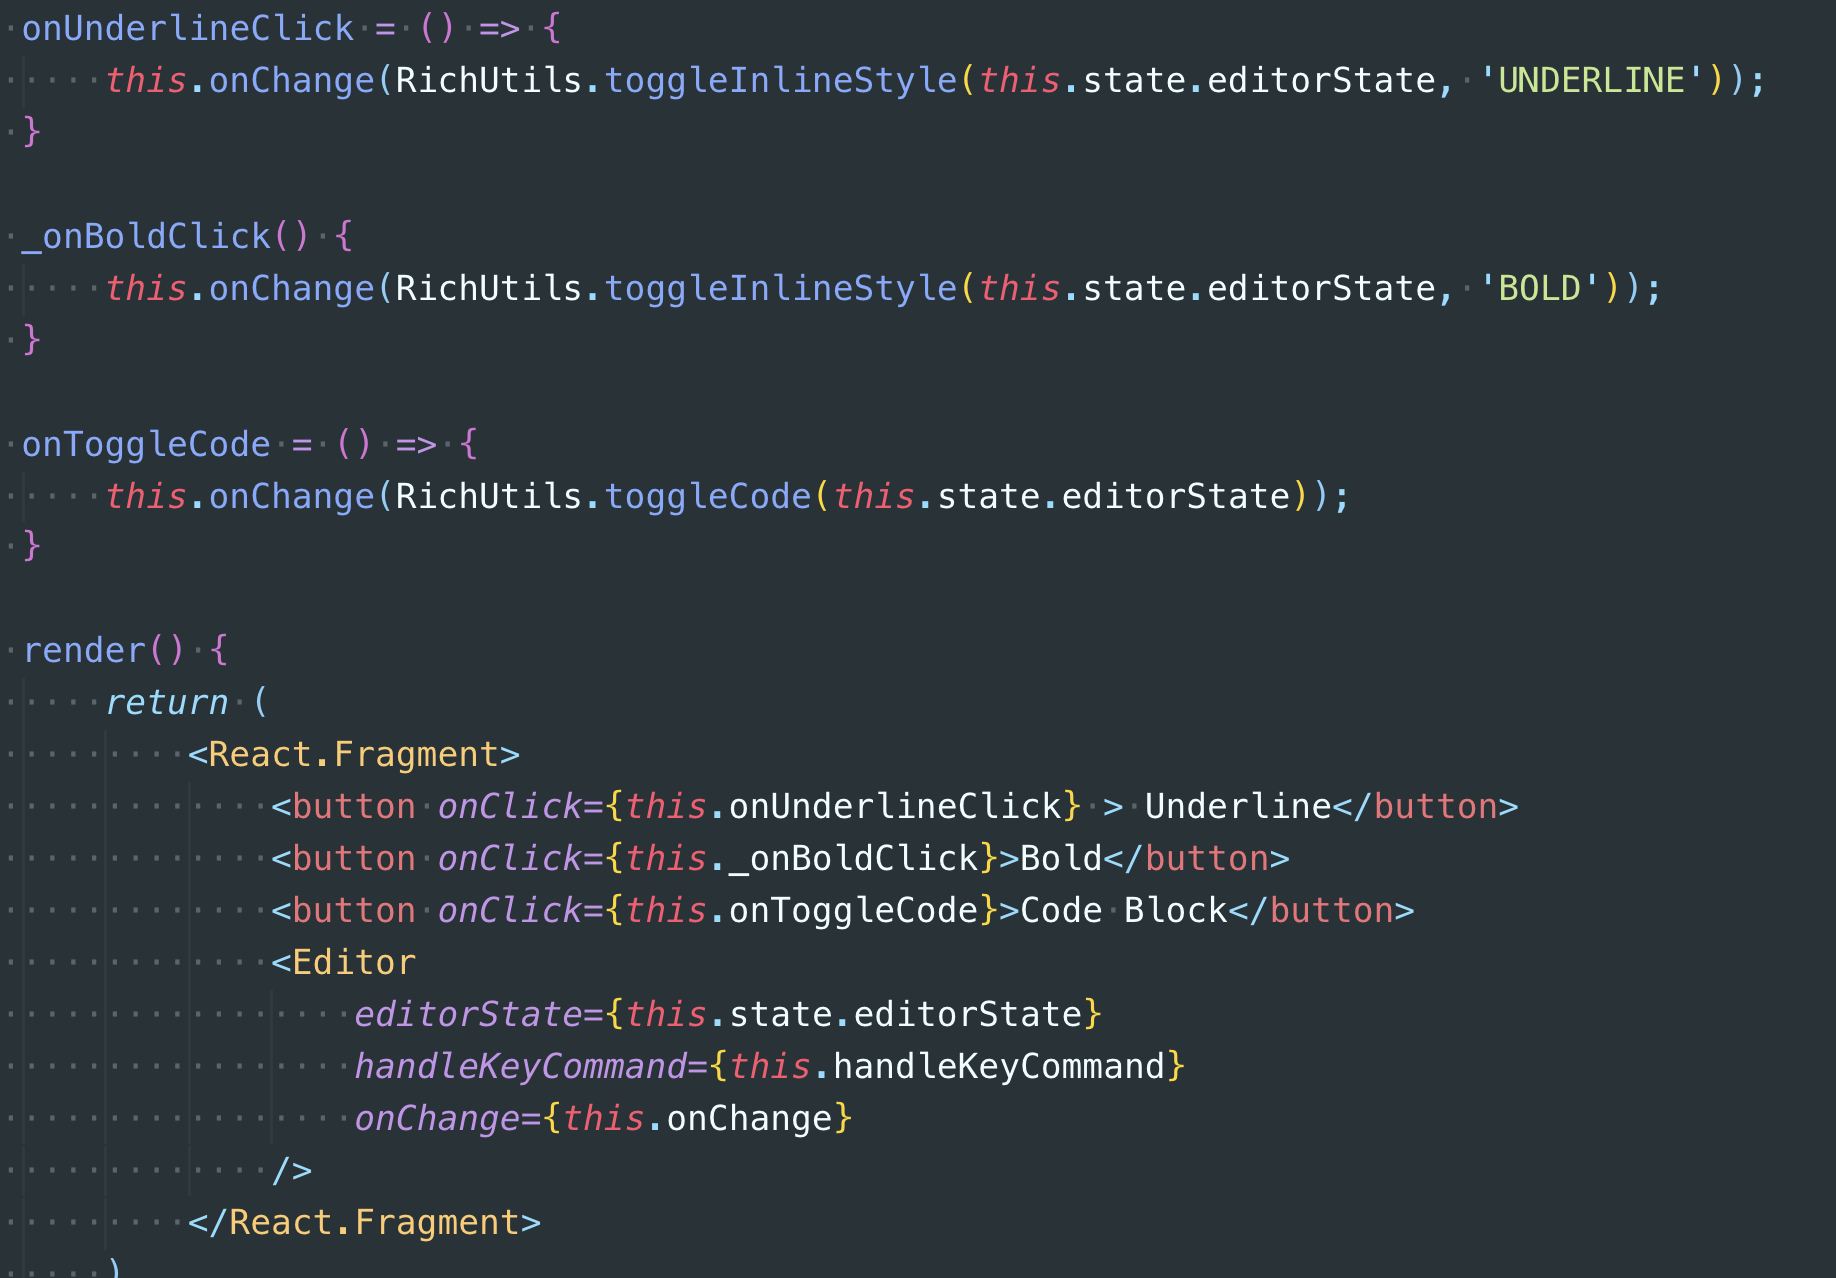 onUnderlineClick = () => {
    this.onChange(RichUtils.toggleInlineStyle(this.state.editorState, 'UNDERLINE'));
}

_onBoldClick() {
    this.onChange(RichUtils.toggleInlineStyle(this.state.editorState, 'BOLD'));
}

onToggleCode = () => {
    this.onChange(RichUtils.toggleCode(this.state.editorState));
}

render() {
    return (
        <React.Fragment>
            <button onClick={this.onUnderlineClick} > Underline</button>
            <button onClick={this._onBoldClick}>Bold</button>
            <button onClick={this.onToggleCode}>Code Block</button>
            <Editor
                editorState={this.state.editorState}
                handleKeyCommand={this.handleKeyCommand}
                onChange={this.onChange}
            />
        </React.Fragment>
    )